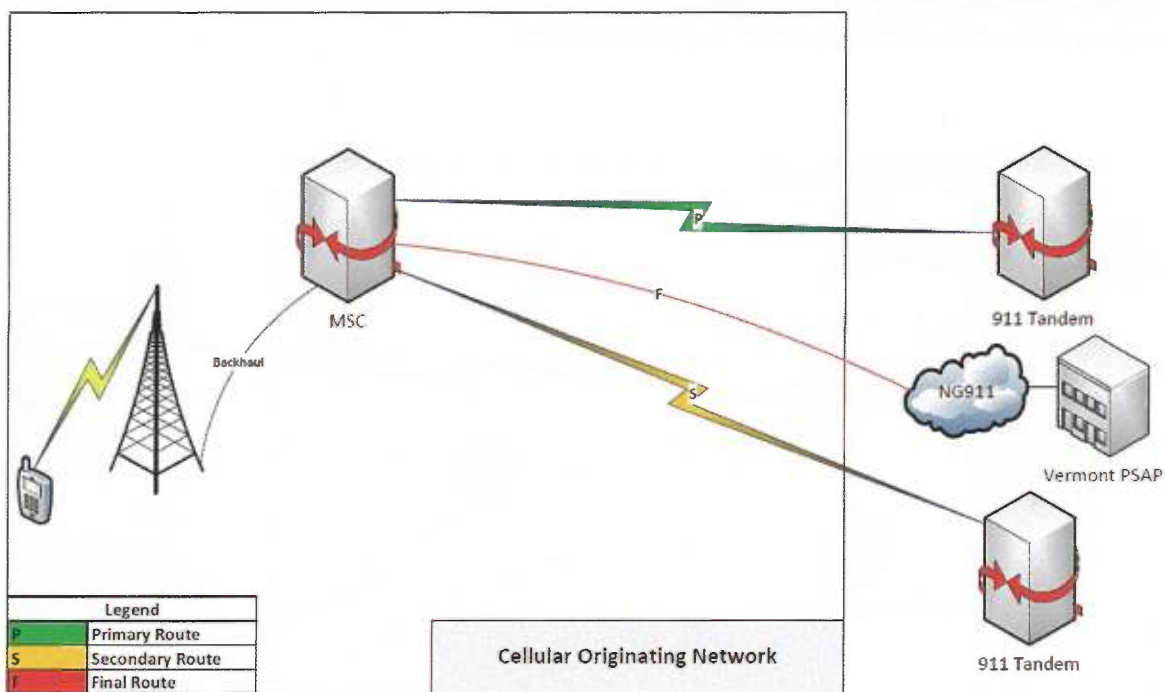 P
911 Tandem
MSC
F
Backhaul
NG911
S
Vermont PSAP
Legend
P Primary Route
S Secondary Route
F Final Route
Cellular Originating Network
911 Tandem